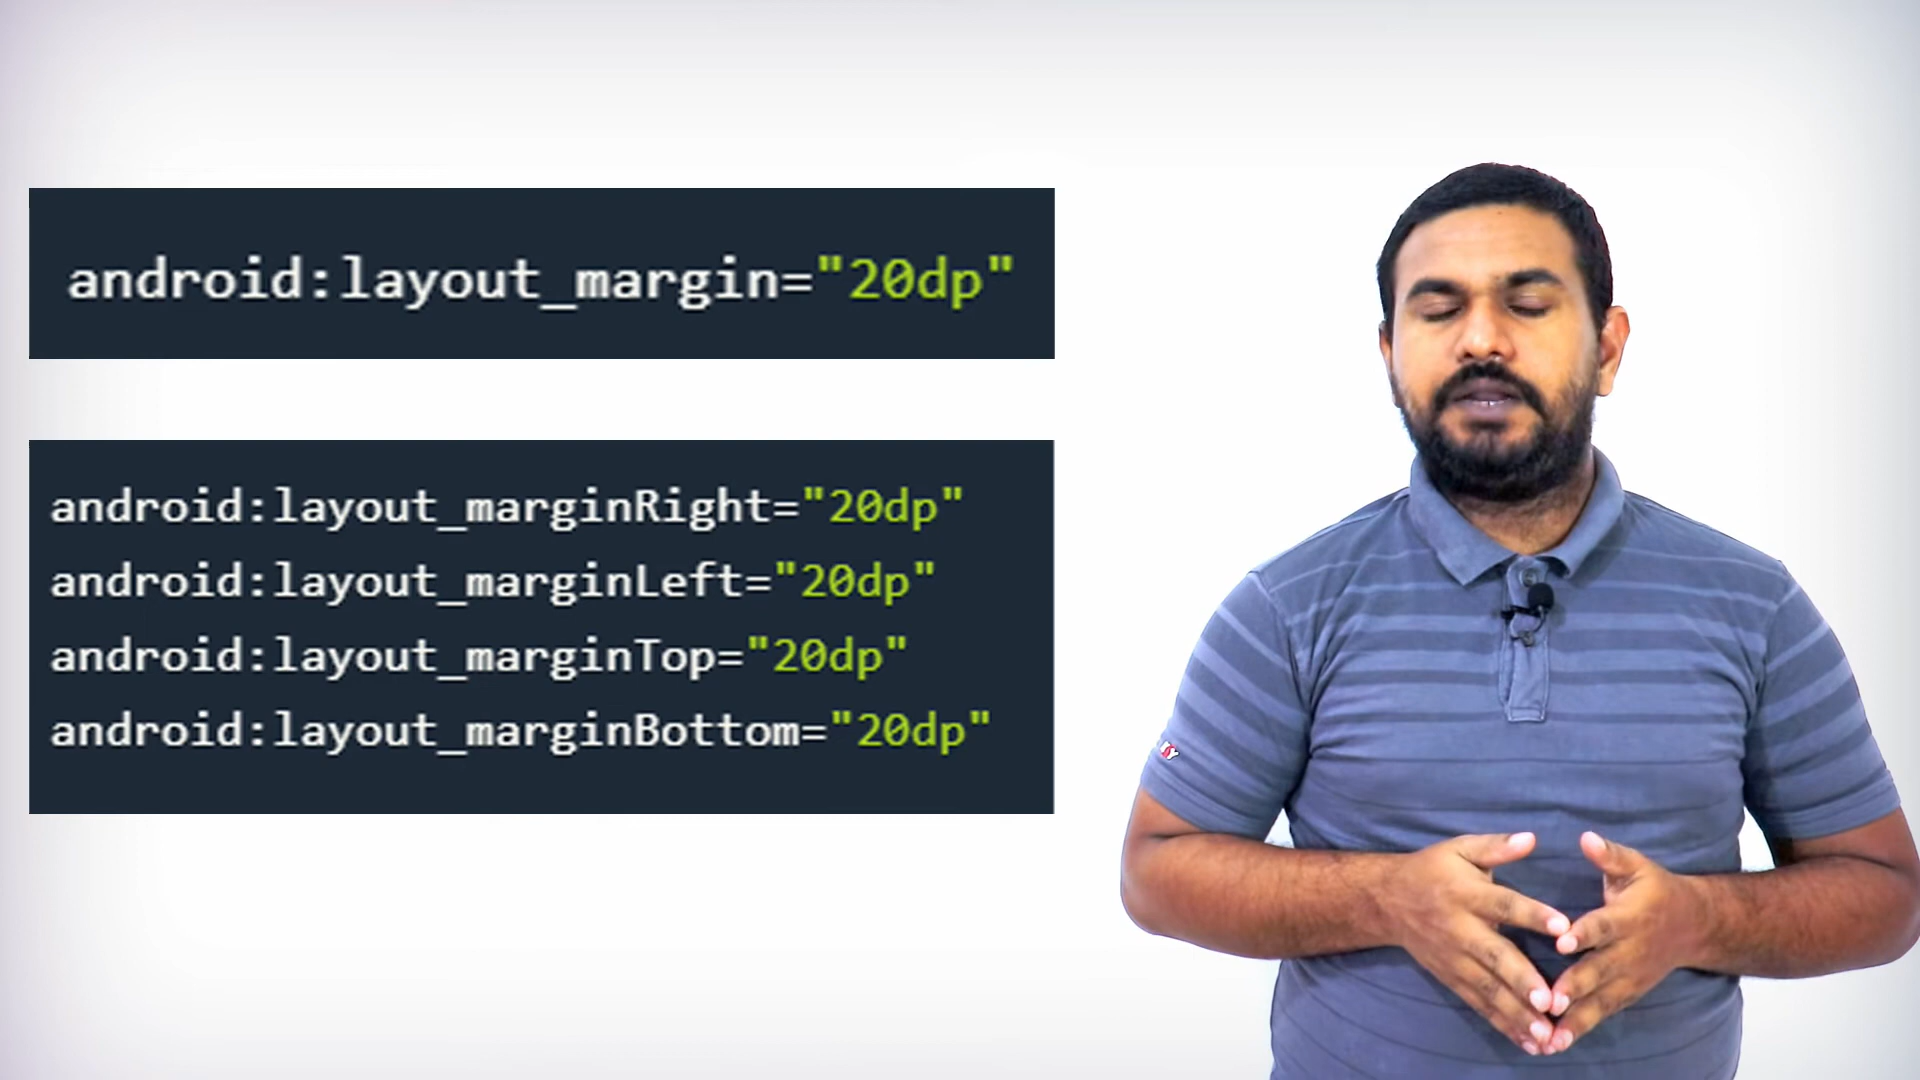 android:layout_margin="20dp"
android:layout_marginRight="20dp"
android:layout_marginLeft="20dp"
android:layout_marginTop="20dp"
android:layout_marginBottom="20dp"